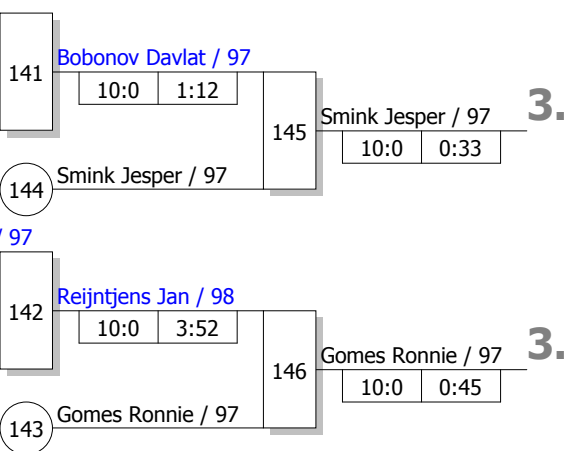 Bobonov Davlat / 97
141
10:0 1:12
Smink Jesper / 97
3.
145
10:0 0:33
Smink Jesper / 97
144
/ 97
Reijntjens Jan / 98
142
10:0 3:52
Gomes Ronnie / 97
3.
146
10:0 0:45
Gomes Ronnie / 97
143